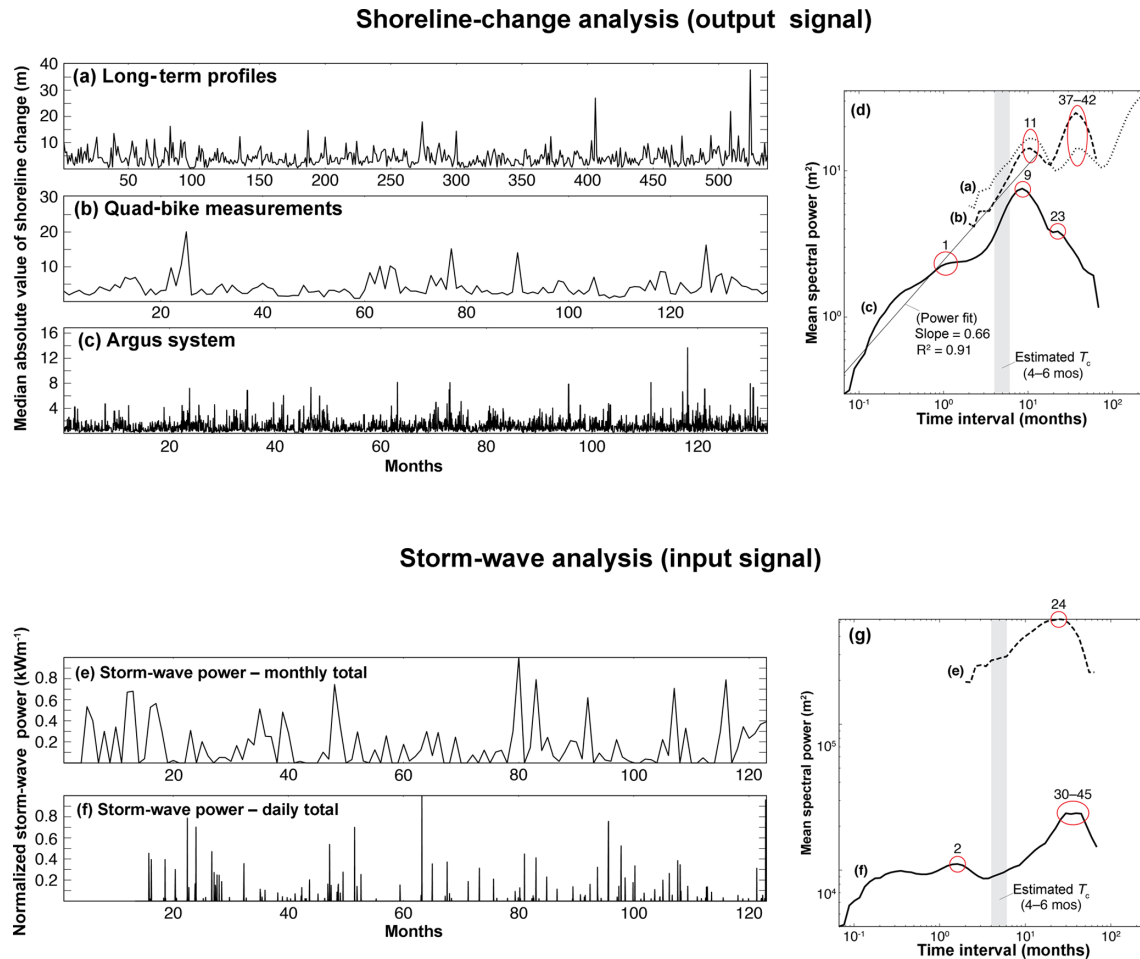 Shoreline-change analysis (output signal)
Median absolute value of shoreline change (m)
(a) Long-term profiles
40
30
20
10
50 100 150 200 250 300 350 400 450 500
(b) Quad-bike measurements
30
20
10
20 40 60 80 100 120
(c) Argus system
16
12
8
4
20 40 60 80 100 120
Months
(d)
Mean spectral power (m²)
10¹
10⁰
37–42
11
9
23
1
(a)
(b)
(c)
(Power fit)
Slope = 0.66
R² = 0.91
Estimated Tc
(4–6 mos)
10⁻¹ 10⁰ 10¹ 10²
Time interval (months)
Storm-wave analysis (input signal)
Normalized storm-wave power (kWm⁻¹)
(e) Storm-wave power – monthly total
0.8
0.6
0.4
0.2
20 40 60 80 100 120
(f) Storm-wave power – daily total
0.8
0.6
0.4
0.2
20 40 60 80 100 120
Months
(g)
Mean spectral power (m²)
10⁵
10⁴
24
(e)
30–45
2
(f)
Estimated Tc
(4–6 mos)
10⁻¹ 10⁰ 10¹ 10²
Time interval (months)